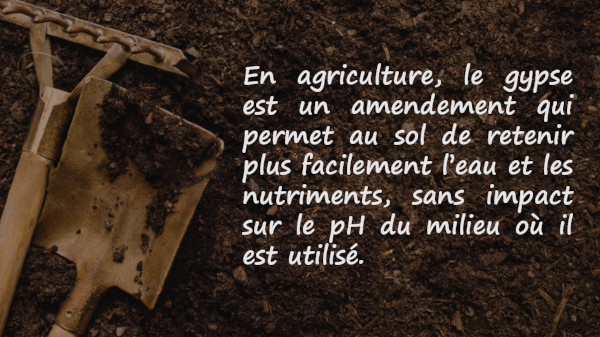 En agriculture, le gypse
est un amendement qui
permet au sol de retenir
plus facilement l’eau et les
nutriments, sans impact
sur le pH du milieu où il
est utilisé.